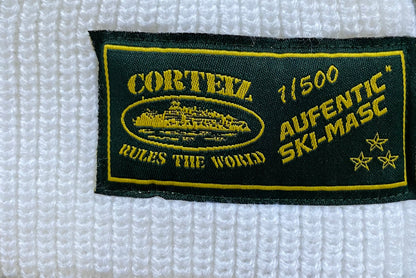 CORTEIZ
RULES THE WORLD
1/500
AUFENTIC"
SKI-MASC